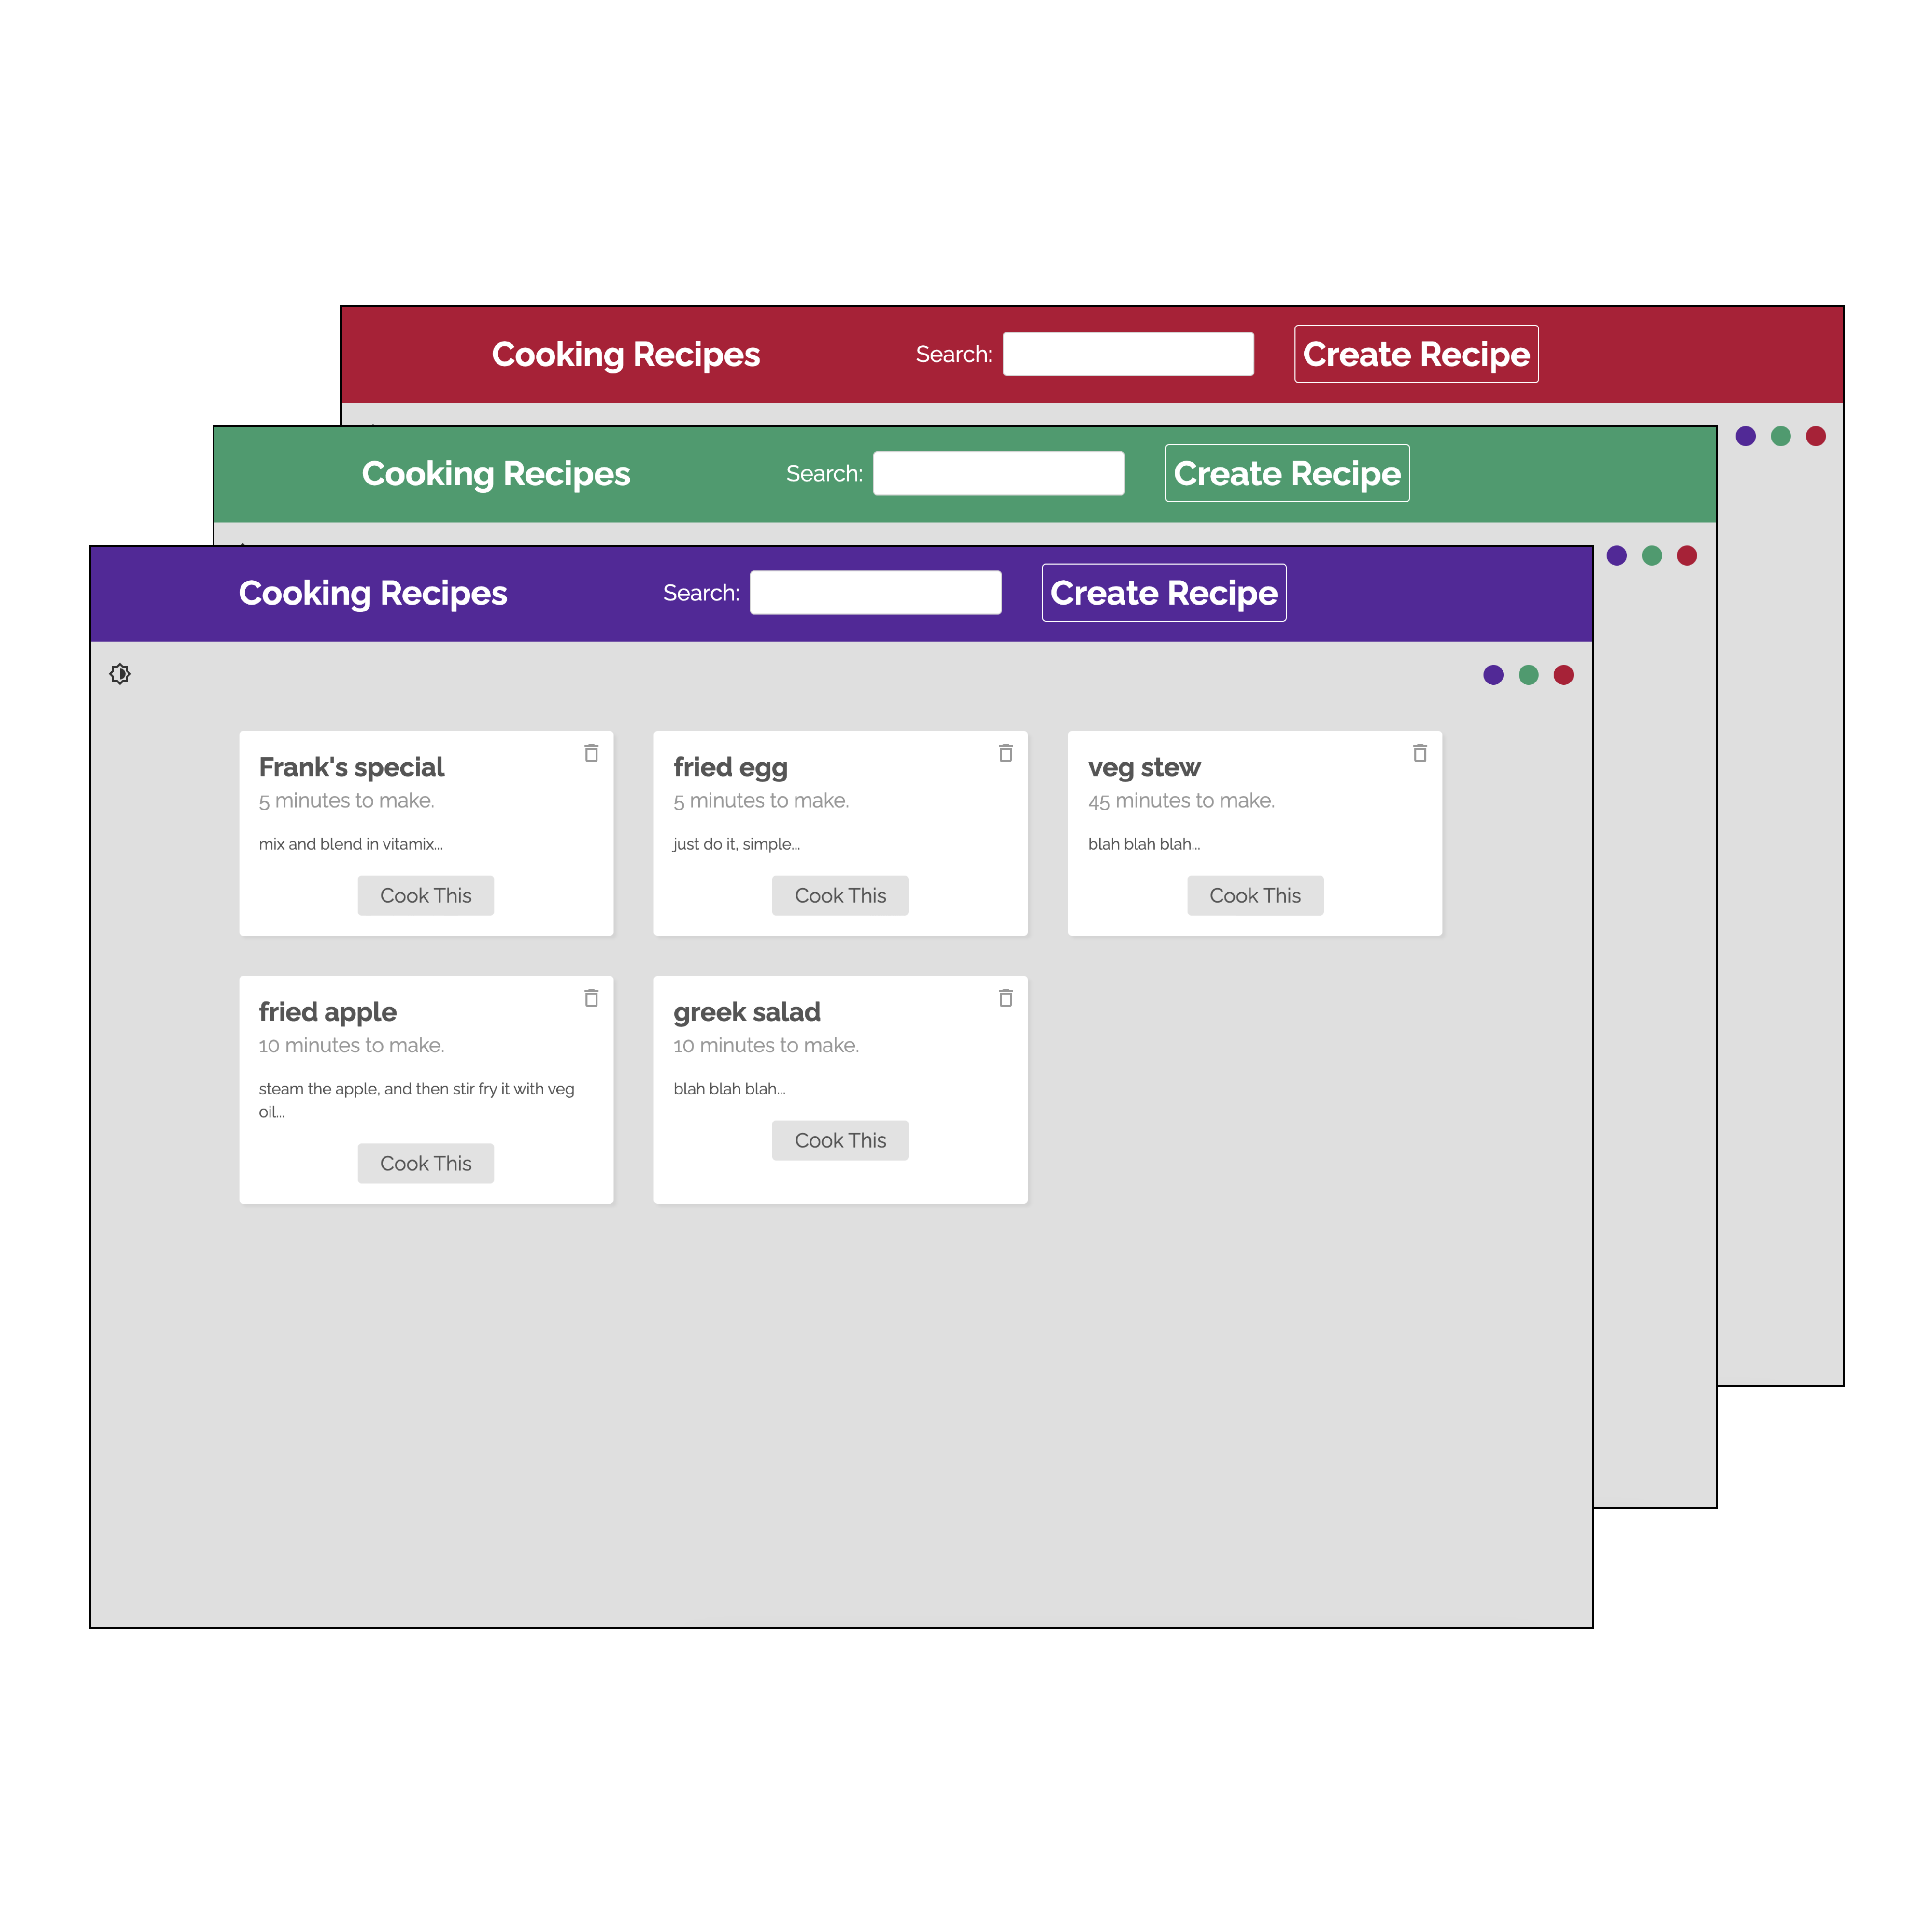 Cooking Recipes Search: Create Recipe
Cooking Recipes Search: Create Recipe
Cooking Recipes Search: Create Recipe
Frank's special
5 minutes to make.
mix and blend in vitamix...
Cook This
fried egg
5 minutes to make.
just do it, simple...
Cook This
veg stew
45 minutes to make.
blah blah blah...
Cook This
fried apple
10 minutes to make.
steam the apple, and then stir fry it with veg
oil...
Cook This
greek salad
10 minutes to make.
blah blah blah...
Cook This